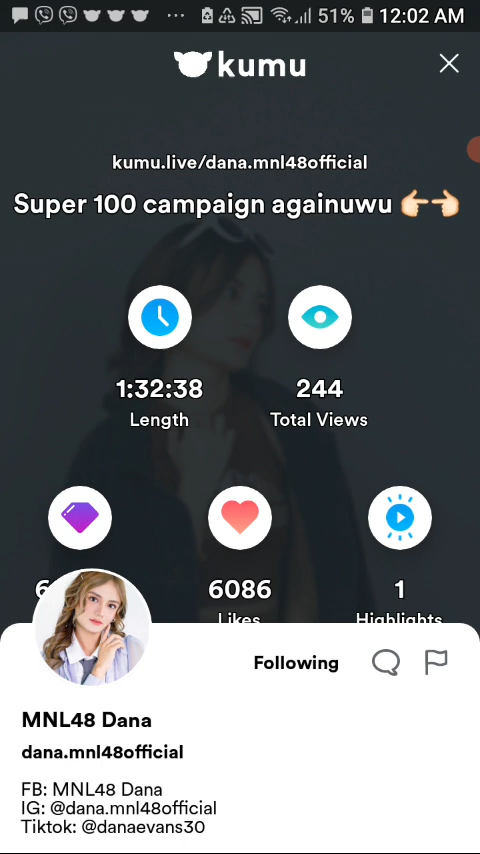 51% 12:02 AM
kumu
kumu.live/dana.mnl48official
Super 100 campaign againuwu
1:32:38 244
Length Total Views
6086 1
Likes Highlights
Following
MNL48 Dana
dana.mnl48official
FB: MNL48 Dana
IG: @dana.mnl48official
Tiktok: @danaevans30